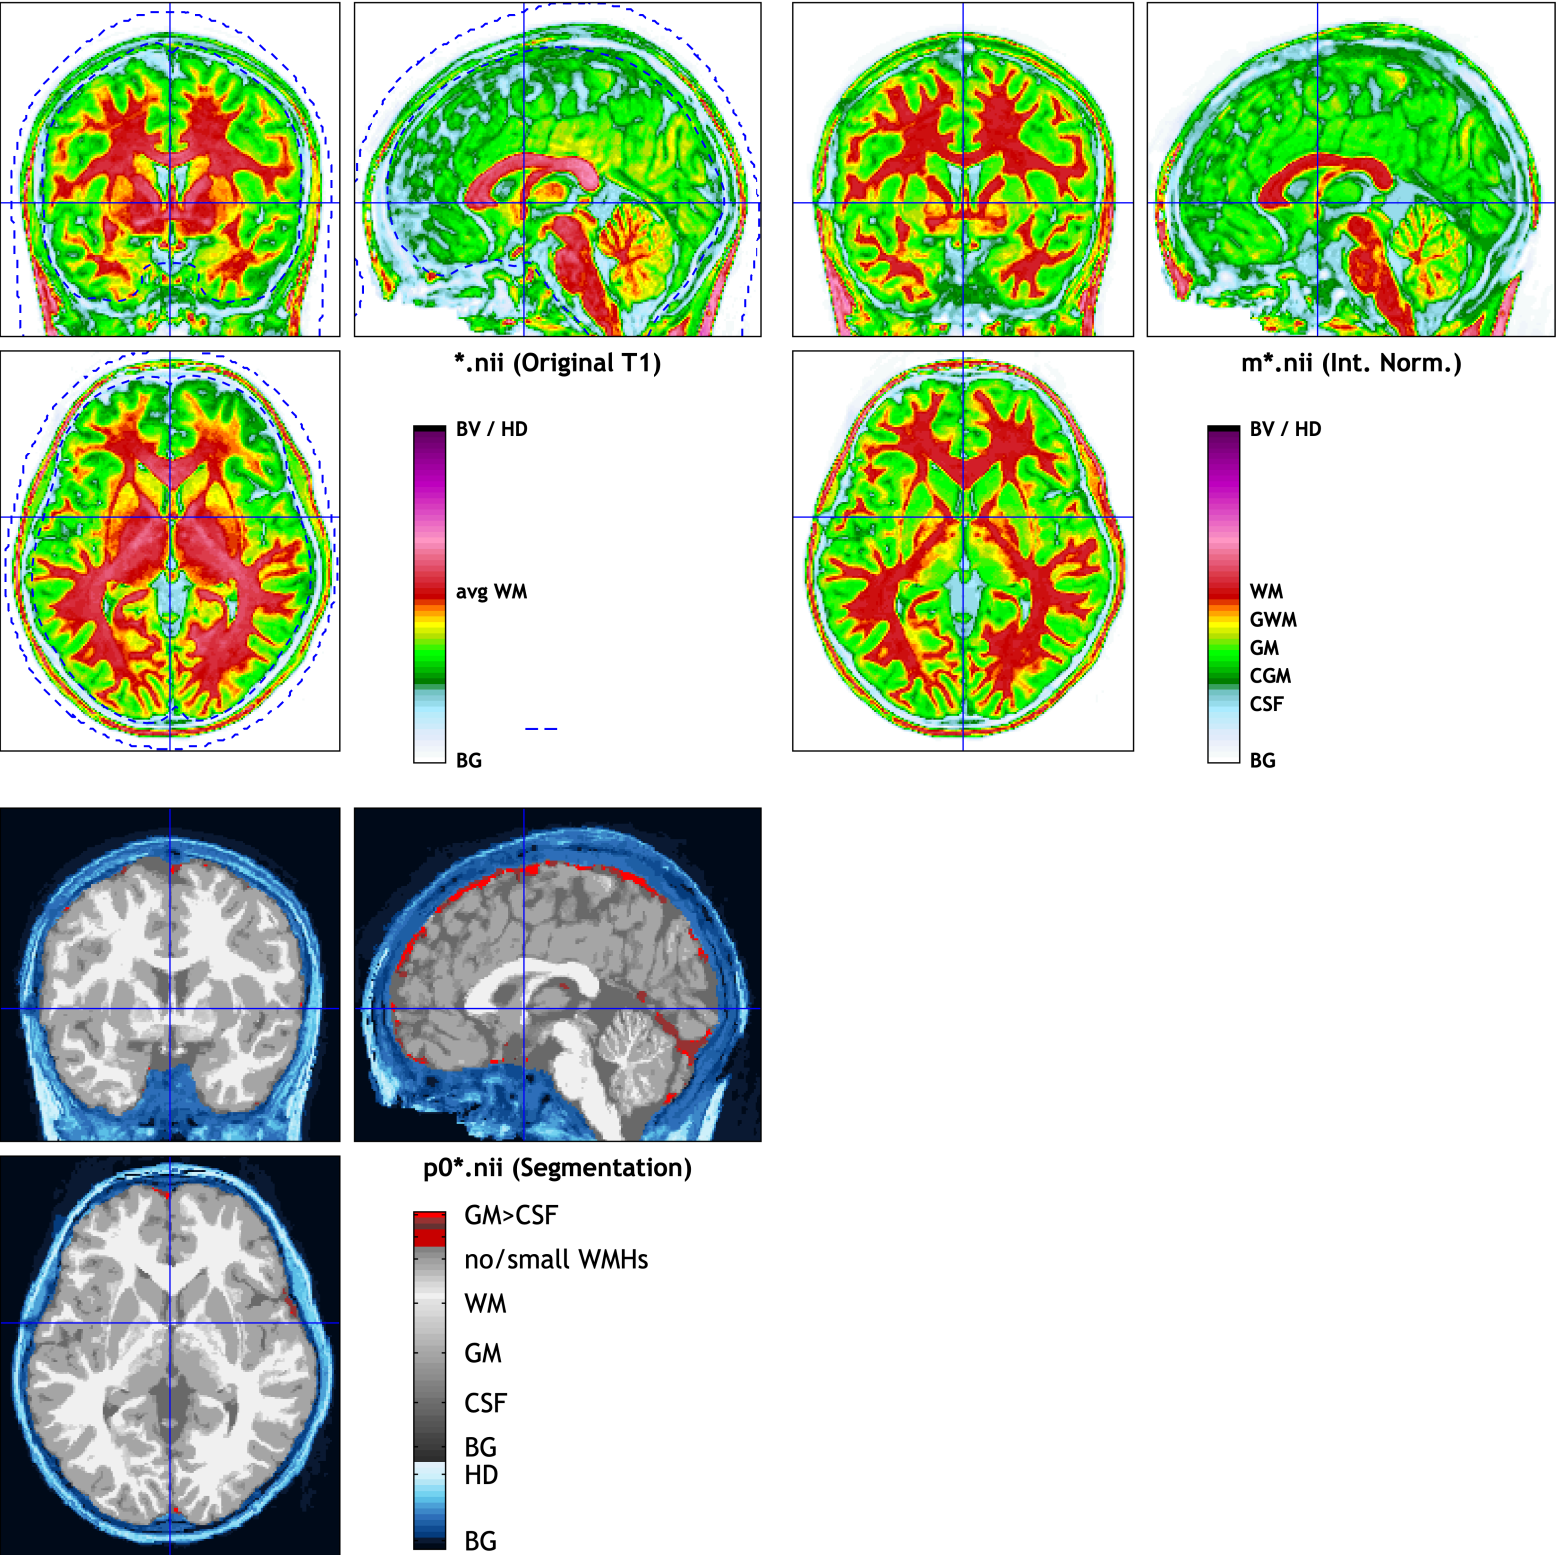 *.nii (Original T1)
BV / HD
avg WM
BG
m*.nii (Int. Norm.)
BV / HD
WM
GWM
GM
CGM
CSF
BG
p0*.nii (Segmentation)
GM>CSF
no/small WMHs
WM
GM
CSF
BG
HD
BG